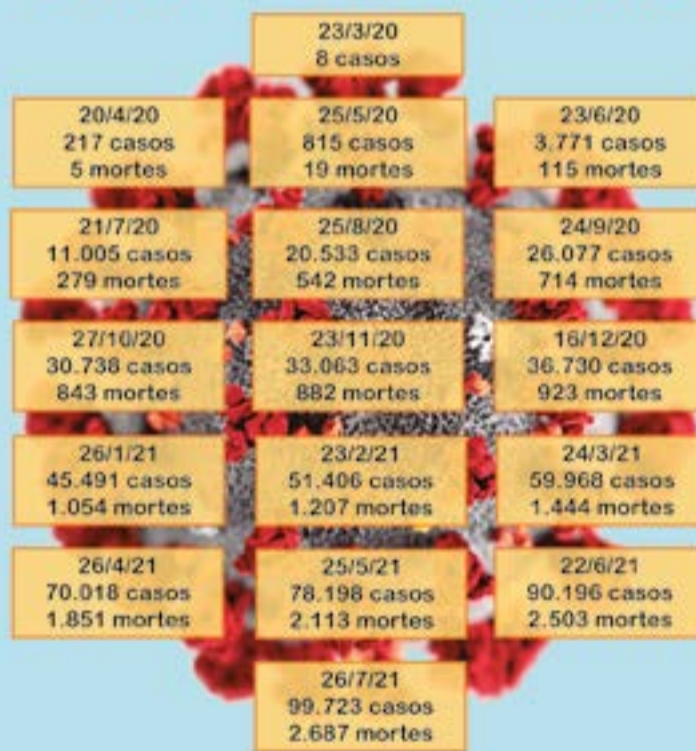 23/3/20
8 casos
20/4/20
217 casos
5 mortes
25/5/20
815 casos
19 mortes
23/6/20
3.771 casos
115 mortes
21/7/20
11.005 casos
279 mortes
25/8/20
20.533 casos
542 mortes
24/9/20
26.077 casos
714 mortes
27/10/20
30.738 casos
843 mortes
23/11/20
33.063 casos
882 mortes
16/12/20
36.730 casos
923 mortes
26/1/21
45.491 casos
1.054 mortes
23/2/21
51.406 casos
1.207 mortes
24/3/21
59.968 casos
1.444 mortes
26/4/21
70.018 casos
1.851 mortes
25/5/21
78.198 casos
2.113 mortes
22/6/21
90.196 casos
2.503 mortes
26/7/21
99.723 casos
2.687 mortes